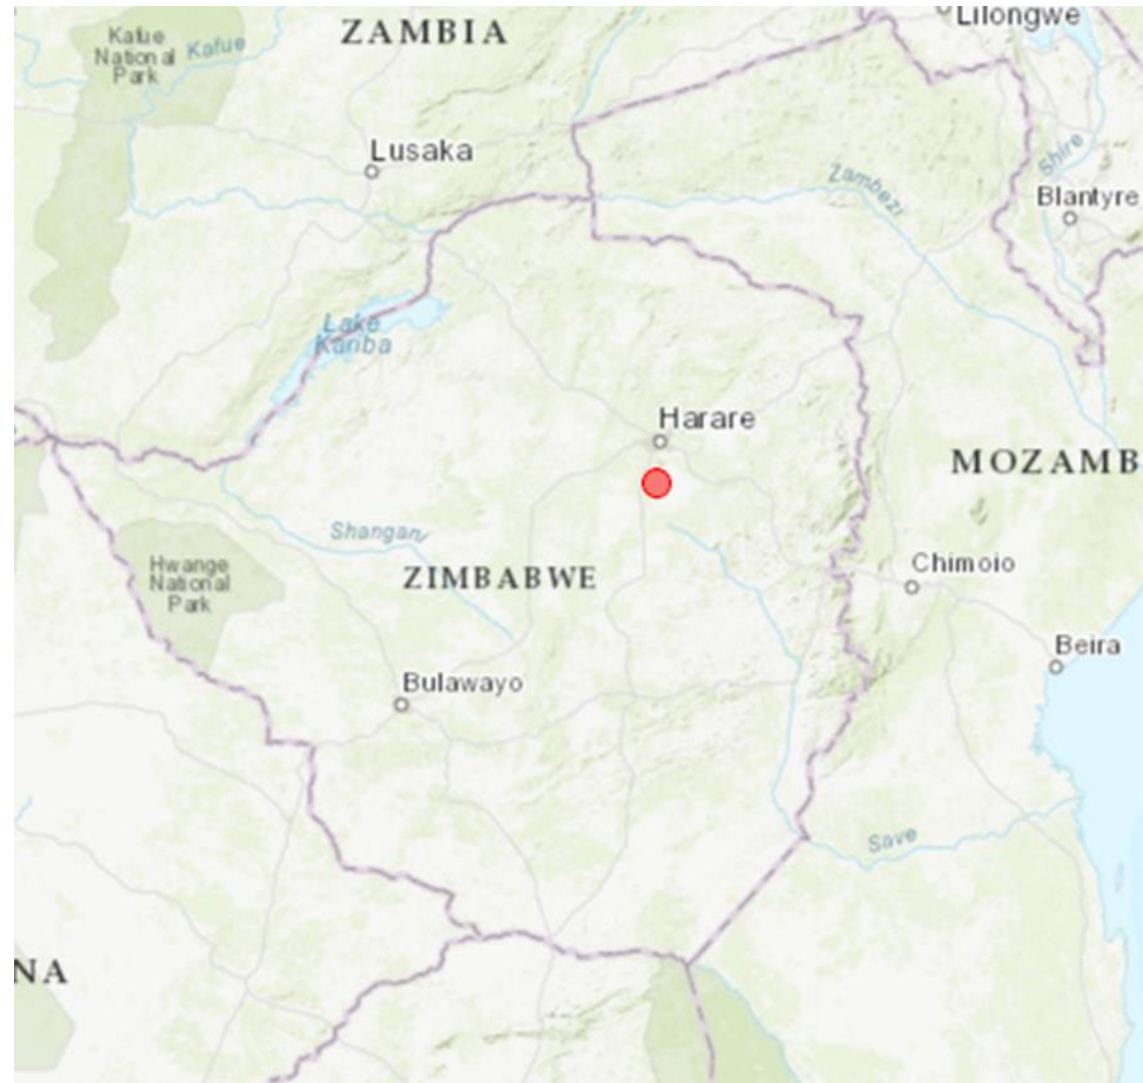 Lilongwe
ZAMBIA
Kafue
National
Park
Kafue
Lusaka
Shire
Zambezi
Blantyre
Lake
Kariba
Harare
MOZAMB
Shangani
Hwange
National
Park
ZIMBABWE
Chimoio
Beira
Bulawayo
Save
NA